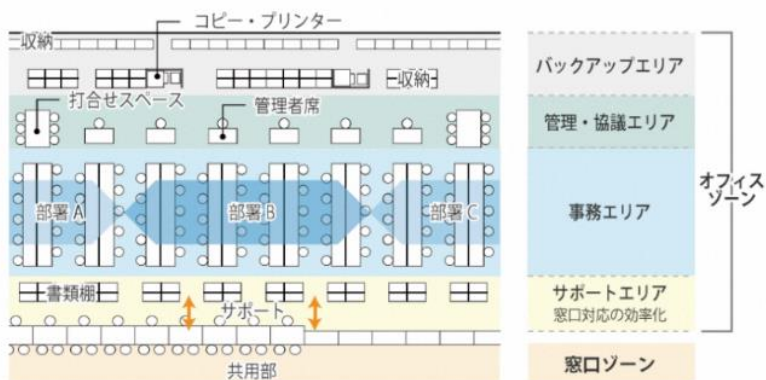 コピー・プリンター
収納
収納
打合せスペース
管理者席
部署A
部署B
部署C
書類棚
サポート
共用部
バックアップエリア
管理・協議エリア
事務エリア
サポートエリア
窓口対応の効率化
窓口ゾーン
オフィス
ゾーン